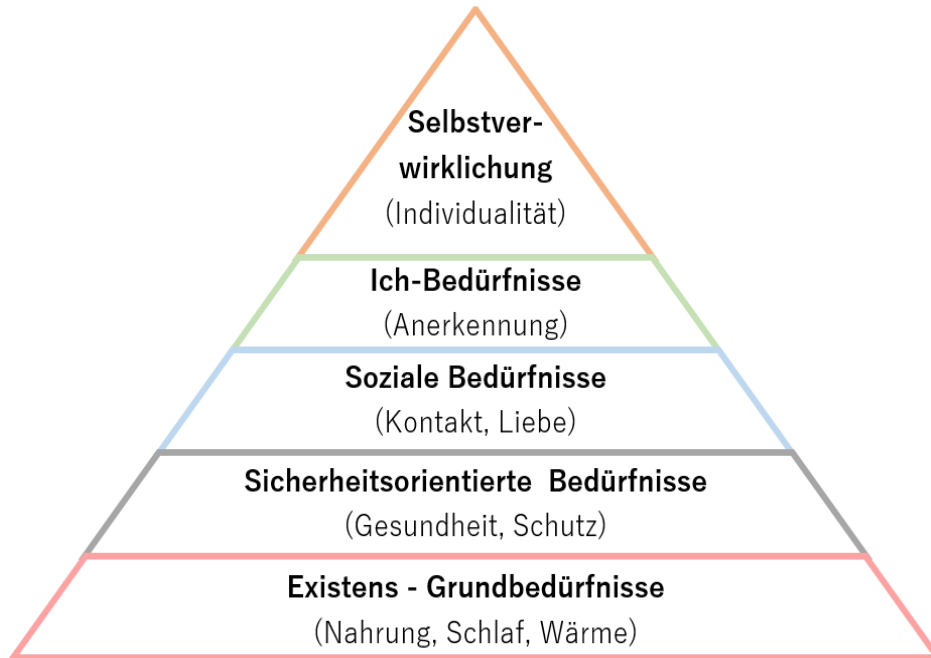 Selbstver-
wirklichung
(Individualität)
Ich-Bedürfnisse
(Anerkennung)
Soziale Bedürfnisse
(Kontakt, Liebe)
Sicherheitsorientierte  Bedürfnisse
(Gesundheit, Schutz)
Existens - Grundbedürfnisse
(Nahrung, Schlaf, Wärme)